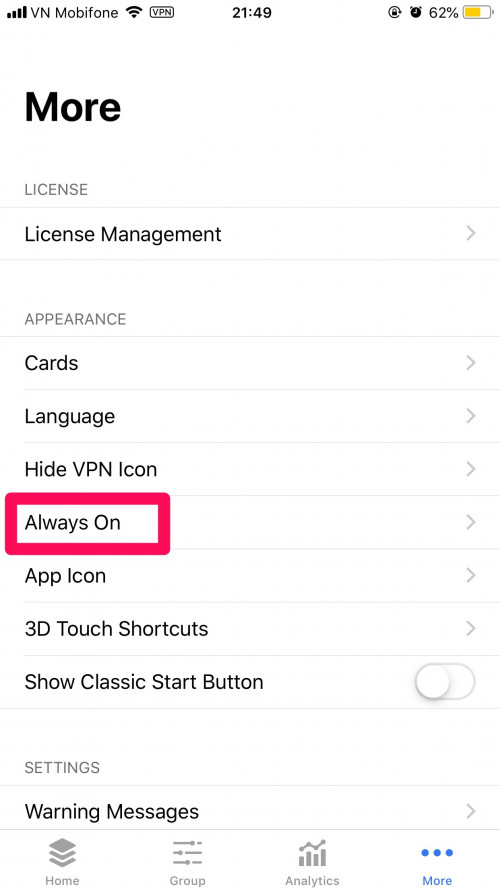 VN Mobifone VPN 21:49 62%
More
LICENSE
License Management
APPEARANCE
Cards
Language
Hide VPN Icon
Always On
App Icon
3D Touch Shortcuts
Show Classic Start Button
SETTINGS
Warning Messages
Home Group Analytics More